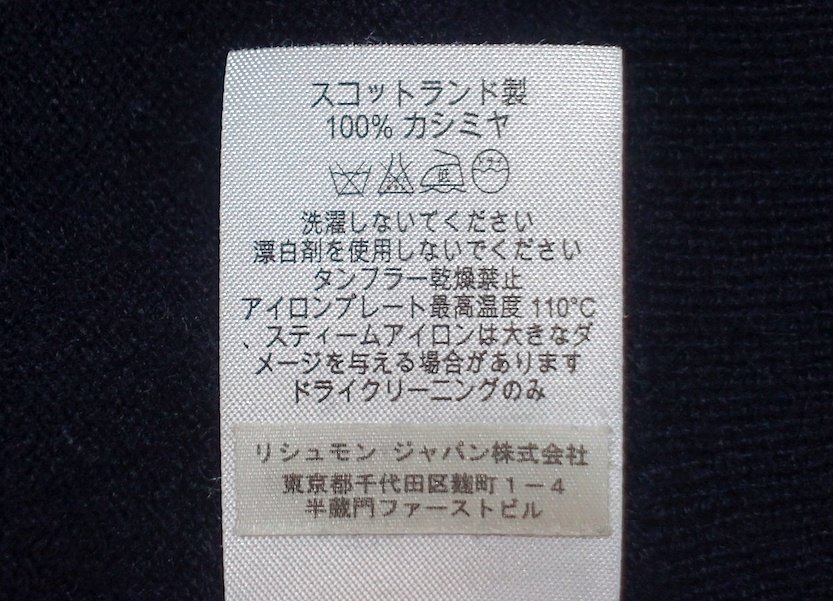 スコットランド製
100% カシミヤ
低
ドライ
洗濯しないてください
漂白剤を使用しないでください
タンブラー乾燥禁止
アイロンプレート最高温度 110°C
、スティームアイロンは大きなダ
メージを与える場合があります
ドライクリーニングのみ
リシュモン ジャパン株式会社
東京都千代田区麹町1－4
半蔵門ファーストビル